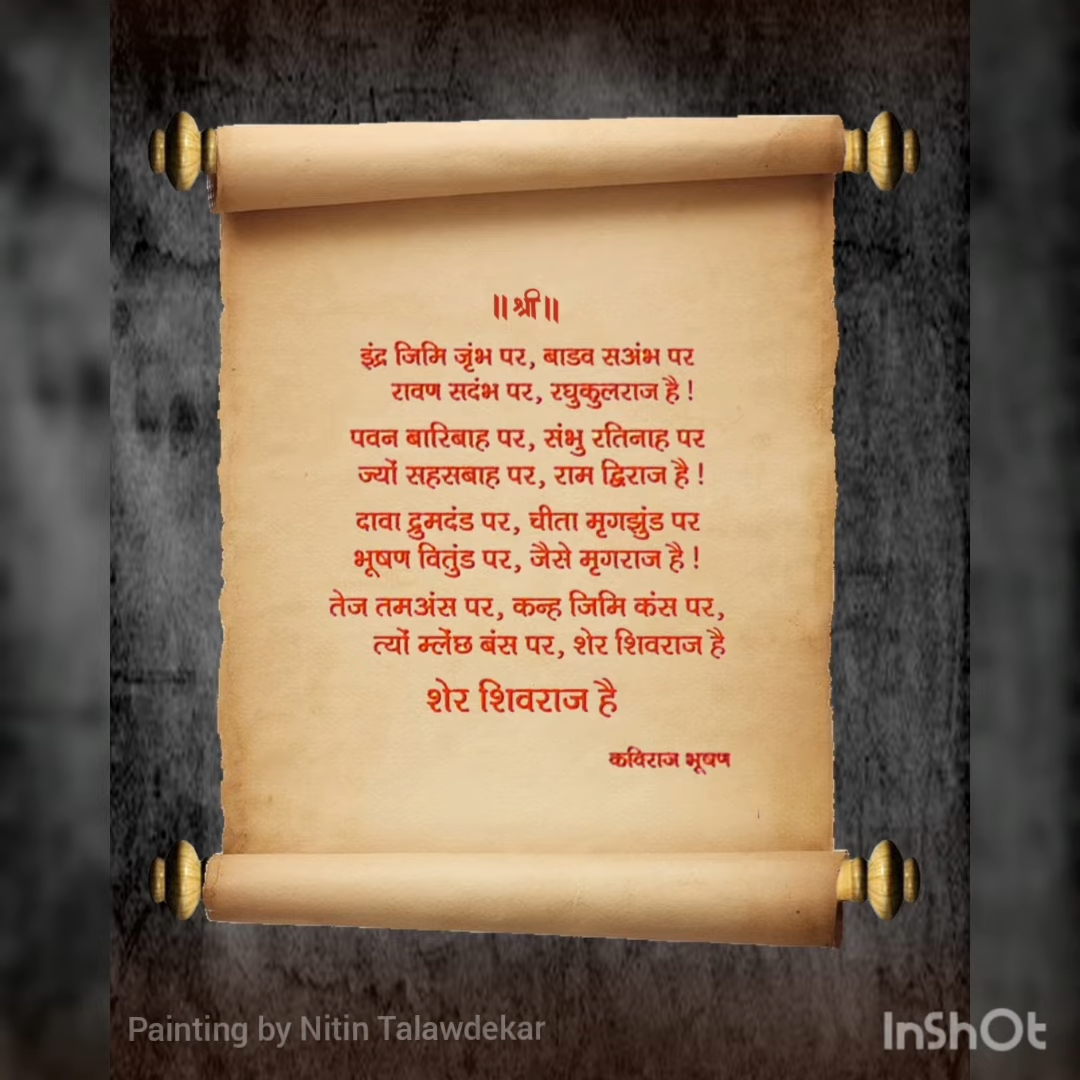 ॥ श्री ॥
इंद्र जिमि जृंभ पर, बाडव सअंभ पर
रावण सदंभ पर, रघुकुलराज है !
पवन बारिबाह पर, संभु रतिनाह पर
ज्यों सहसबाह पर, राम द्विराज है !
दावा द्रुमदंड पर, चीता मृगझुंड पर
भूषण वितुंड पर, जैसे मृगराज है !
तेज तमअंस पर, कन्ह जिमि कंस पर,
त्यों म्लेंछ बंस पर, शेर शिवराज है
शेर शिवराज है
कविराज भूषण
Painting by Nitin Talawdekar
InShOt